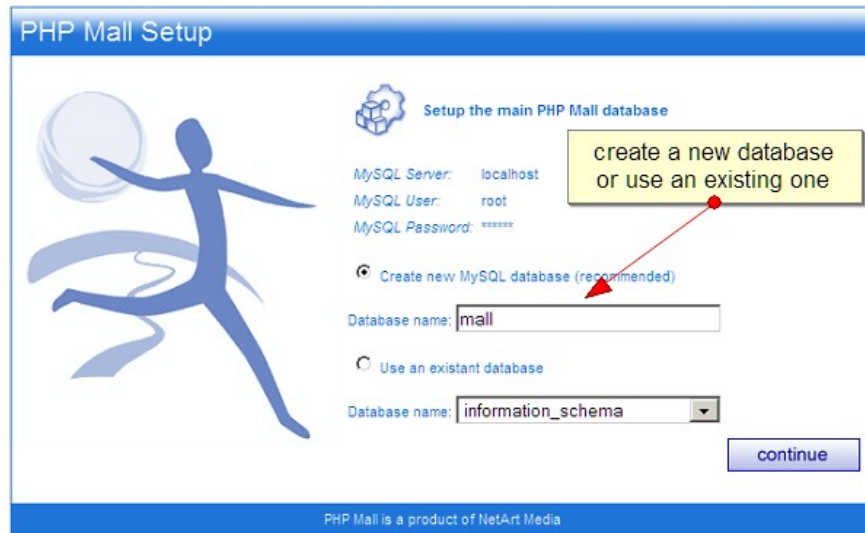 PHP Mall Setup
Setup the main PHP Mall database
create a new database
or use an existing one
MySQL Server: localhost
MySQL User: root
MySQL Password: ******
Create new MySQL database (recommended)
Database name: mall
Use an existant database
Database name: information_schema
continue
PHP Mall is a product of NetArt Media